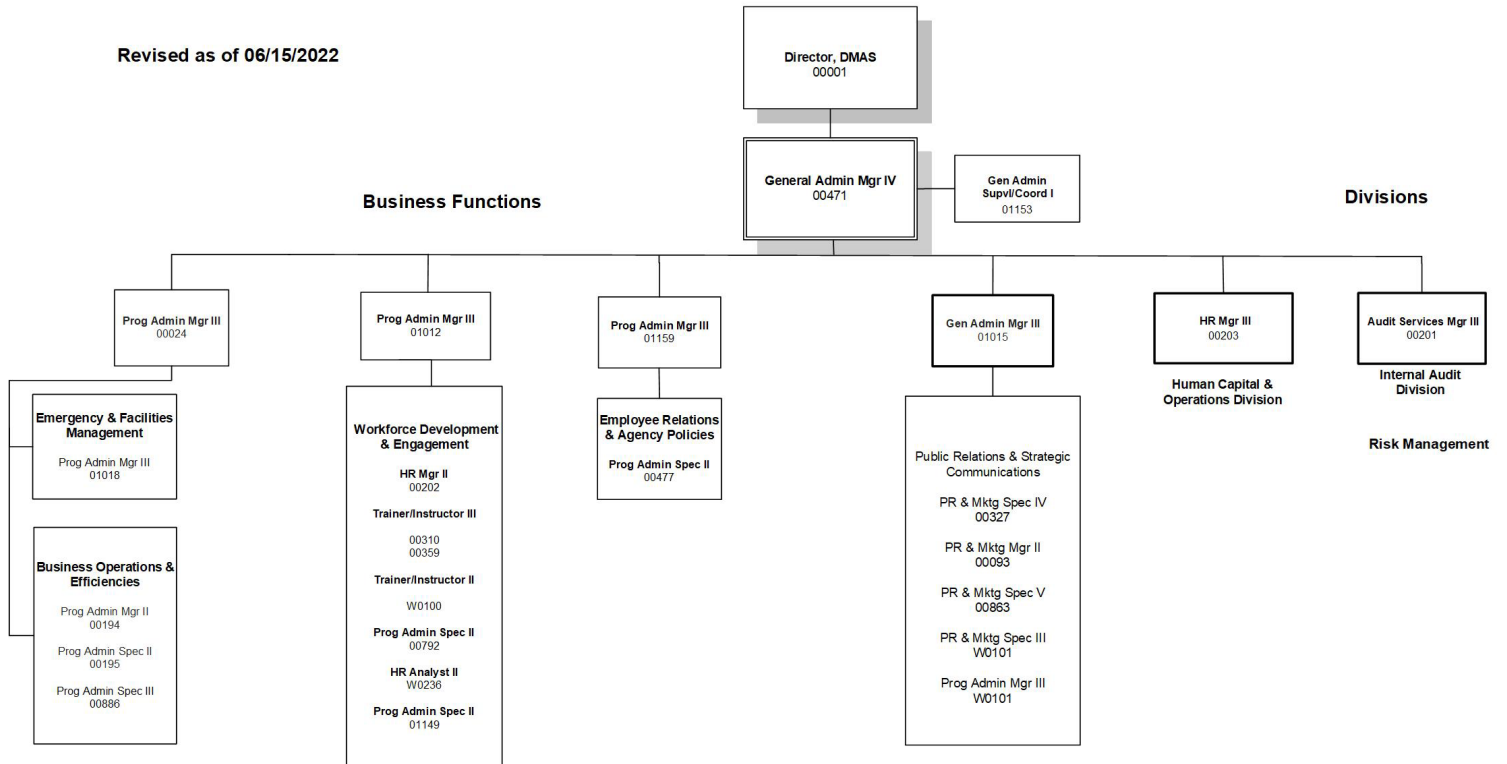 Revised as of 06/15/2022
Director, DMAS
00001
General Admin Mgr IV
00471
Gen Admin
Supvl/Coord I
01153
Business Functions
Divisions
Prog Admin Mgr III
00024
Prog Admin Mgr III
01012
Prog Admin Mgr III
01159
Gen Admin Mgr III
01015
HR Mgr III
00203
Audit Services Mgr III
00201
Human Capital &
Operations Division
Internal Audit
Division
Risk Management
Emergency & Facilities
Management
Prog Admin Mgr III
01018
Business Operations &
Efficiencies
Prog Admin Mgr II
00194
Prog Admin Spec II
00195
Prog Admin Spec III
00886
Workforce Development
& Engagement
HR Mgr II
00202
Trainer/Instructor III
00310
00359
Trainer/Instructor II
W0100
Prog Admin Spec II
00792
HR Analyst II
W0236
Prog Admin Spec II
01149
Employee Relations
& Agency Policies
Prog Admin Spec II
00477
Public Relations & Strategic
Communications
PR & Mktg Spec IV
00327
PR & Mktg Mgr II
00093
PR & Mktg Spec V
00863
PR & Mktg Spec III
W0101
Prog Admin Mgr III
W0101